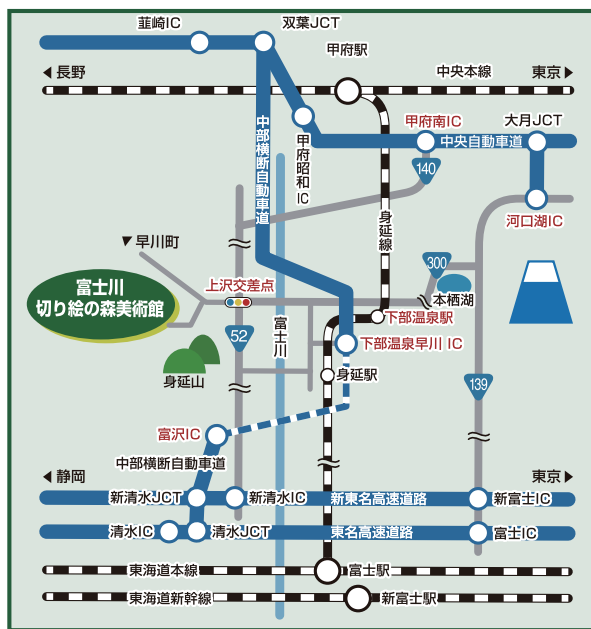 韮崎IC
双葉JCT
甲府駅
長野
中央本線
東京
中部横断自動車道
甲府昭和IC
甲府南IC
大月JCT
中央自動車道
140
河口湖IC
身延線
早川町
300
本栖湖
富士川
切り絵の森美術館
上沢交差点
富士川
下部温泉駅
52
下部温泉早川 IC
身延山
身延駅
139
富沢IC
中部横断自動車道
静岡
東京
新清水JCT
新清水IC
新東名高速道路
新富士IC
清水IC
清水JCT
東名高速道路
富士IC
東海道本線
富士駅
東海道新幹線
新富士駅